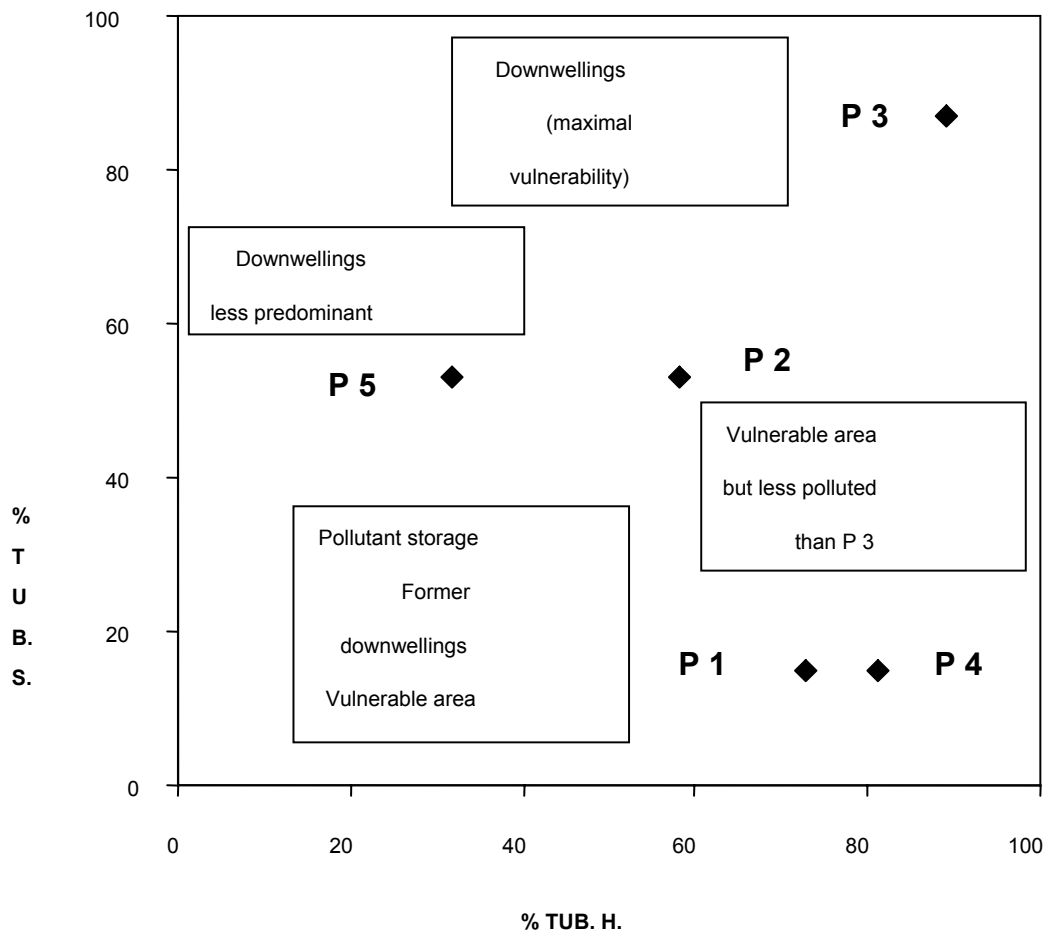 100
Downwellings
(maximal
vulnerability)
P 3
80
Downwellings
less predominant
60
P 5
P 2
Vulnerable area
but less polluted
than P 3
40
%
T
U
B.
S.
Pollutant storage
Former
downwellings
Vulnerable area
20
P 1
P 4
0
0 20 40 60 80 100
% TUB. H.